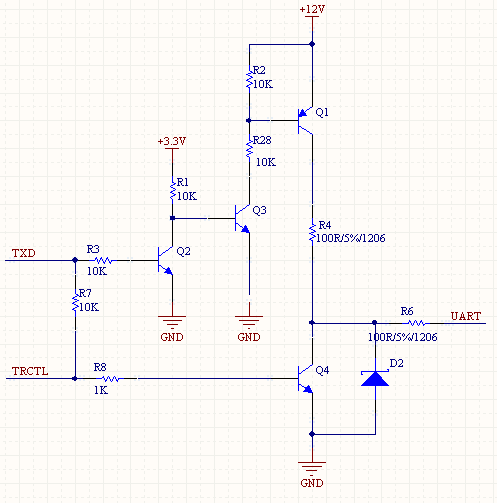 +12V
R2
10K
Q1
R28
10K
+3.3V
R1
10K
Q3
R4
100R/5%/1206
TXD
R3
10K
Q2
R7
10K
GND
GND
R6
UART
100R/5%/1206
TRCTL
R8
1K
Q4
D2
GND